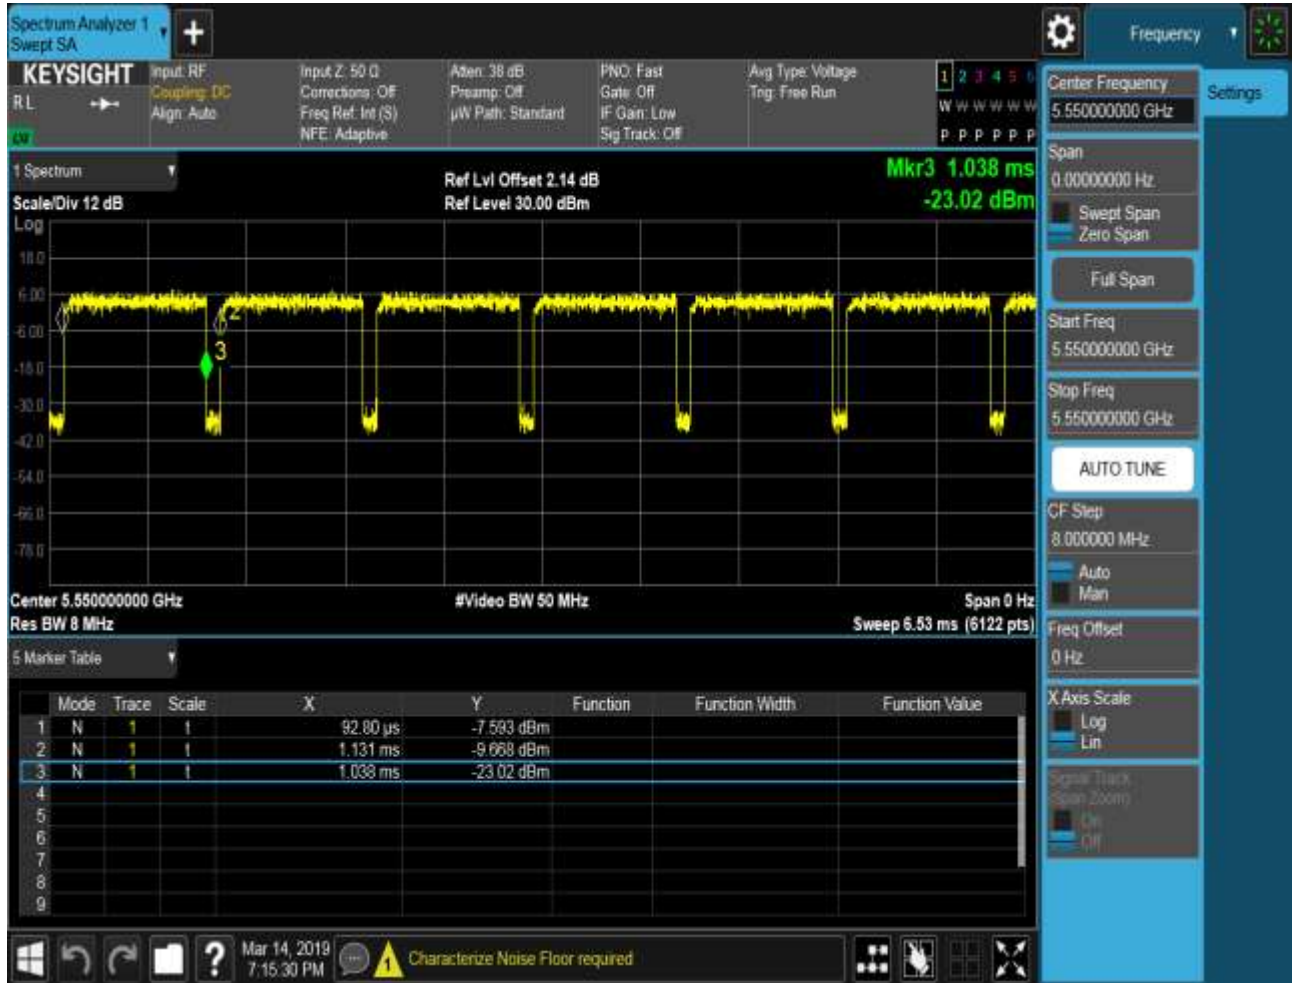 Spectrum Analyzer 1
Swept SA
+
Frequency
KEYSIGHT
RL
Input: RF
Coupling: DC
Align: Auto
Input Z: 50 Ω
Corrections: Off
Freq Ref: Int (S)
NFE: Adaptive
Atten: 38 dB
Preamp: Off
µW Path: Standard
PNO: Fast
Gate: Off
IF Gain: Low
Sig Track: Off
Avg Type: Voltage
Trig: Free Run
1 2 3 4 5 6
W W W W W W
P P P P P P
1 Spectrum
Scale/Div 12 dB
Log
Ref Lvl Offset 2.14 dB
Ref Level 30.00 dBm
Mkr3 1.038 ms
-23.02 dBm
18.0
6.00
-6.00
-18.0
-30.0
-42.0
-54.0
-66.0
-78.0
2
3
Center 5.550000000 GHz
Res BW 8 MHz
#Video BW 50 MHz
Span 0 Hz
Sweep 6.53 ms (6122 pts)
5 Marker Table
Mode Trace Scale X Y Function Function Width Function Value
1 N 1 t 92.80 µs -7.593 dBm
2 N 1 t 1.131 ms -9.668 dBm
3 N 1 t 1.038 ms -23.02 dBm
4
5
6
7
8
9
Mar 14, 2019
7:15:30 PM
?
1
Characterize Noise Floor required
Center Frequency
5.550000000 GHz
Settings
Span
0.00000000 Hz
Swept Span
Zero Span
Full Span
Start Freq
5.550000000 GHz
Stop Freq
5.550000000 GHz
AUTO TUNE
CF Step
8.000000 MHz
Auto
Man
Freq Offset
0 Hz
X Axis Scale
Log
Lin
Signal Track
(Span Zoom)
On
Off